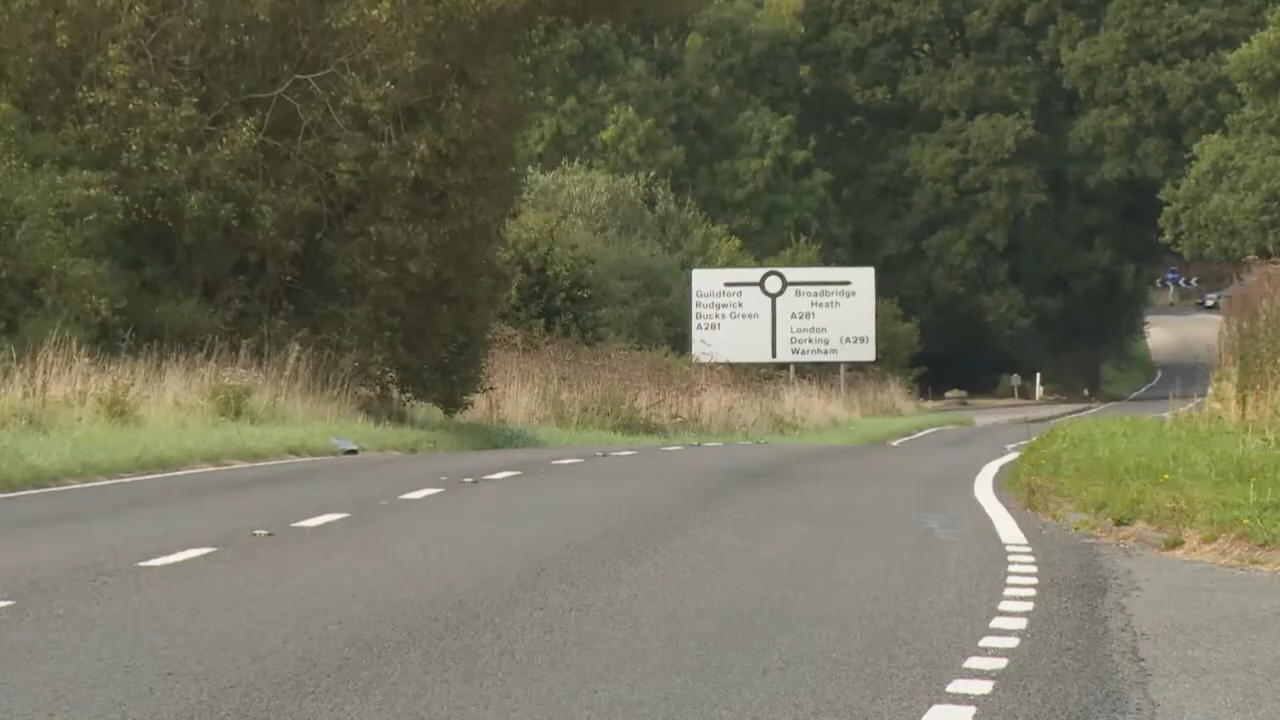 Guildford
Rudgwick
Bucks Green
A281
Broadbridge
Heath
A281
London
Dorking (A29)
Warnham